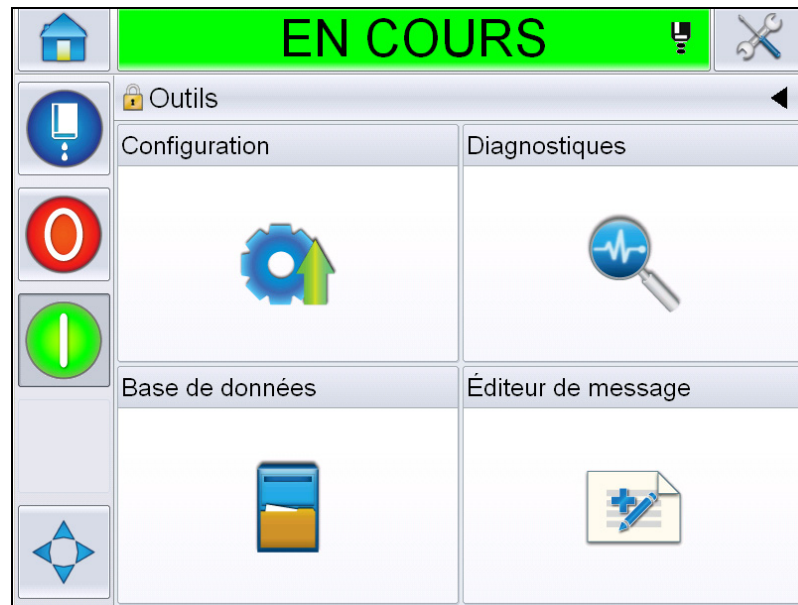 EN COURS
Outils
Configuration
Diagnostiques
Base de données
Éditeur de message